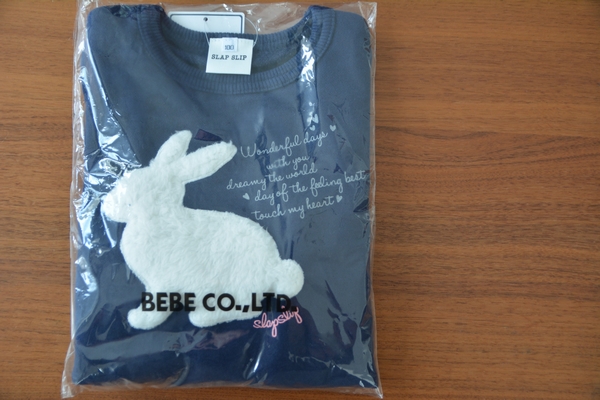 SLAP SLIP
Wonderful days
with you
dreamy the world
day of the feeling best
touch my heart
BEBE CO.,LTD.
slapslip